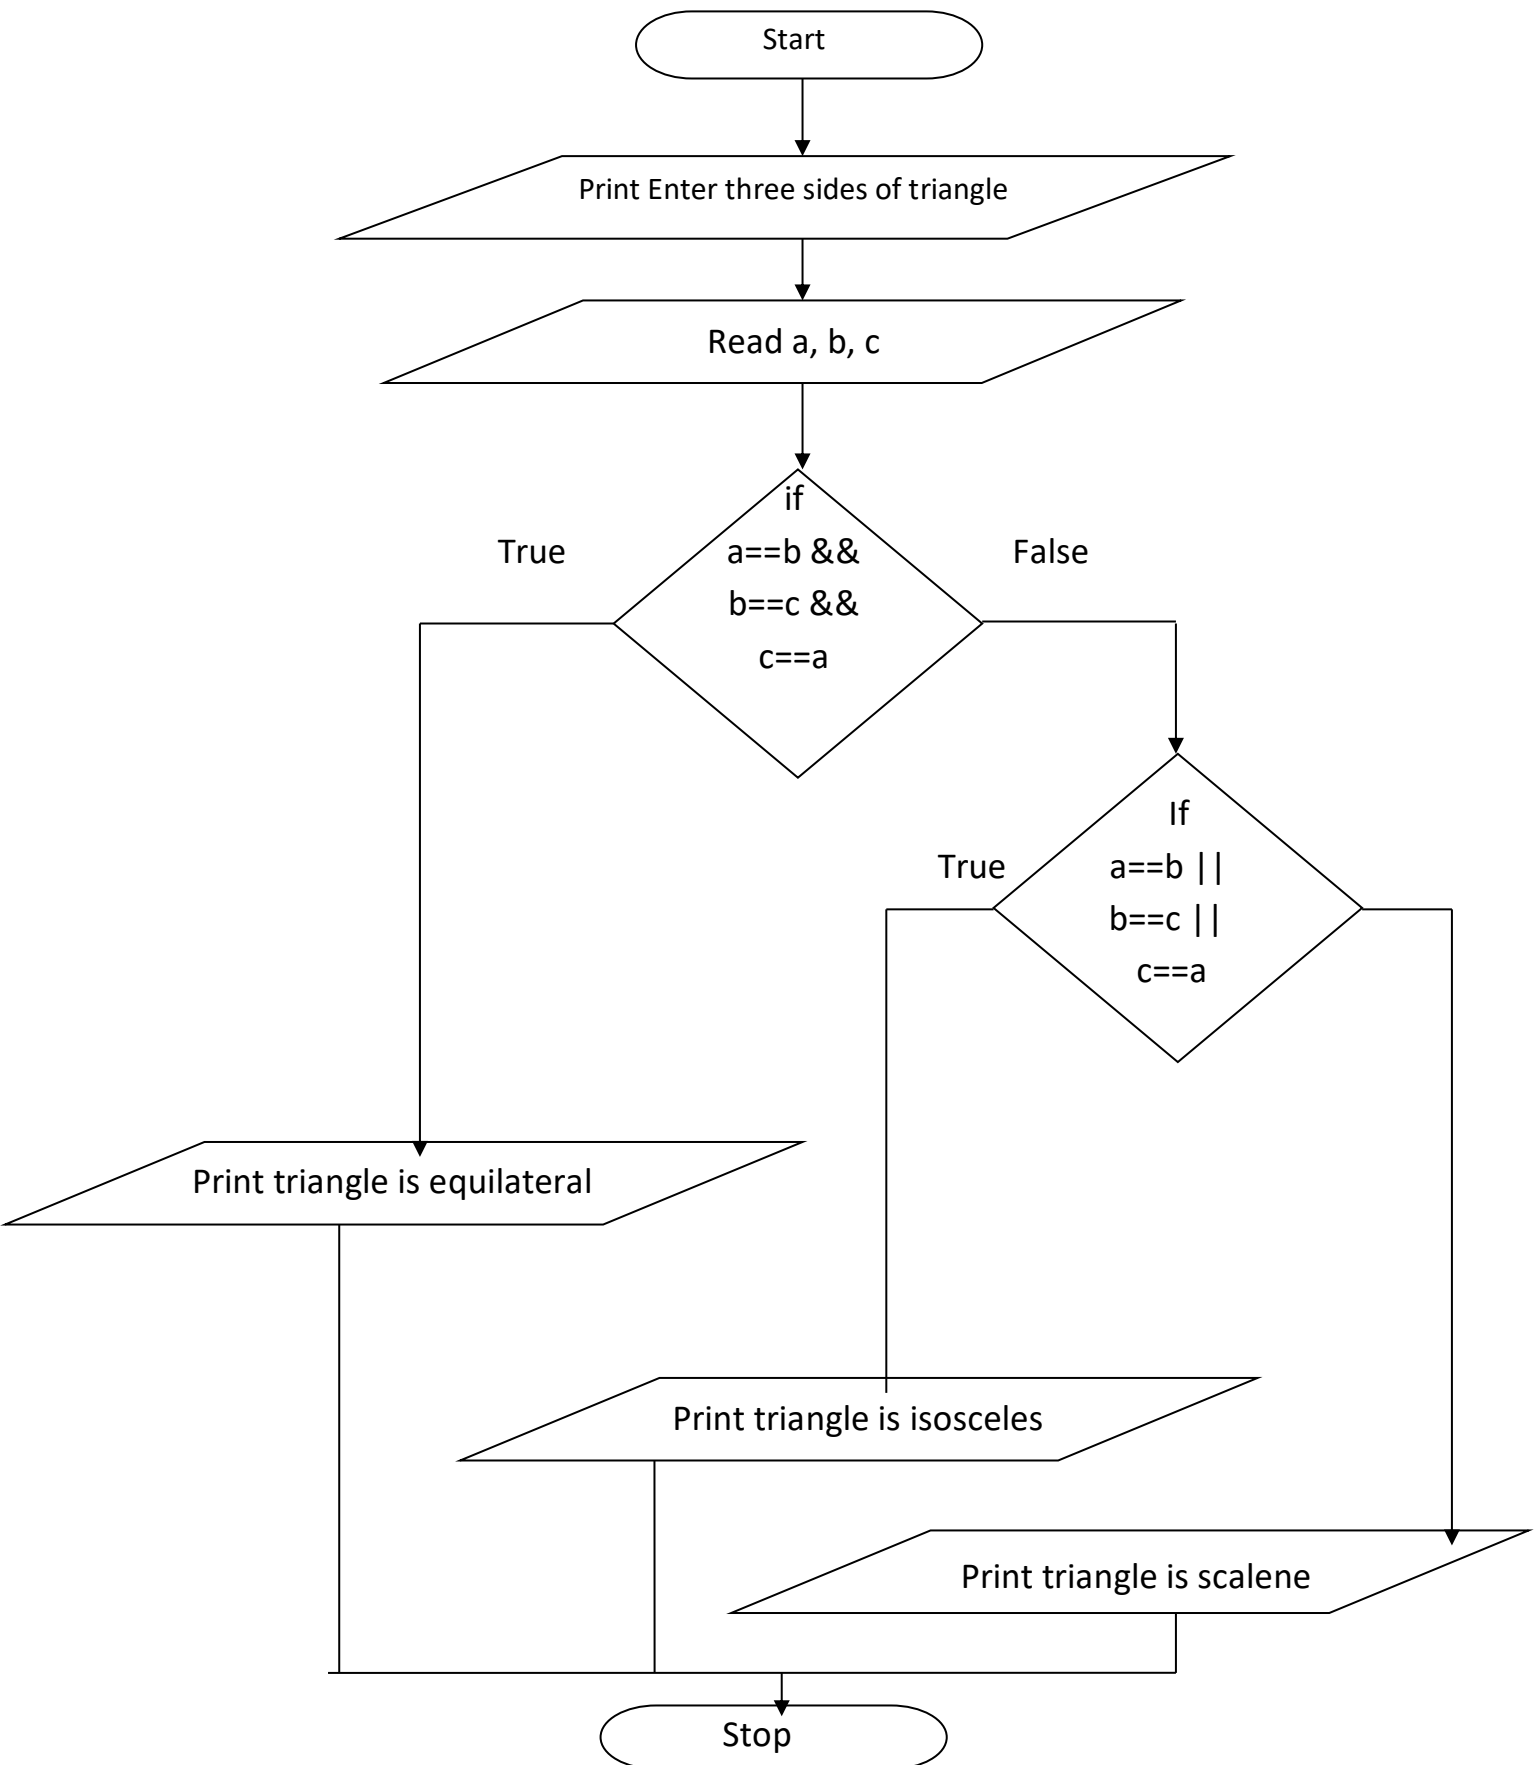 Start
Print Enter three sides of triangle
Read a, b, c
if
a==b &&
b==c &&
c==a
True
False
If
a==b ||
b==c ||
c==a
True
Print triangle is equilateral
Print triangle is isosceles
Print triangle is scalene
Stop